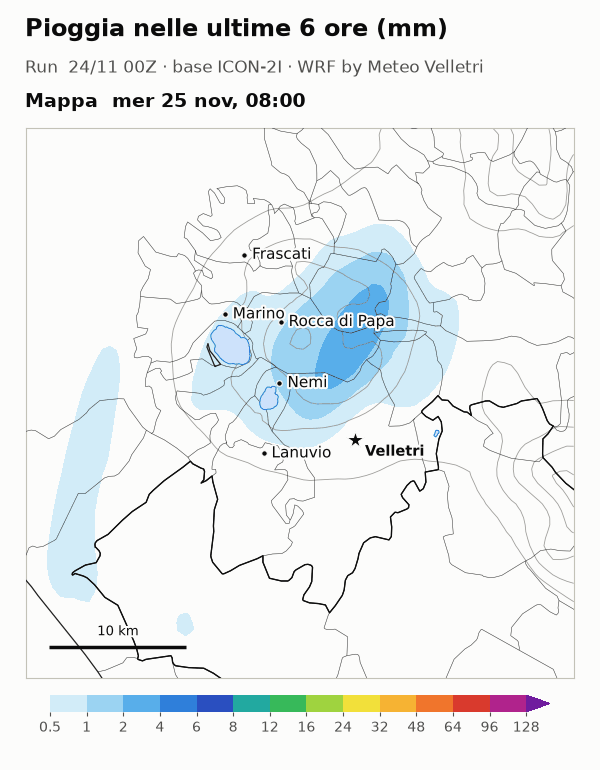 Pioggia nelle ultime 6 ore (mm)
Run  24/11 00Z · base ICON-2I · WRF by Meteo Velletri
Mappa  mer 25 nov, 08:00
Frascati
Marino
Rocca di Papa
Nemi
Velletri
Lanuvio
10 km
0.5 1 2 4 6 8 12 16 24 32 48 64 96 128